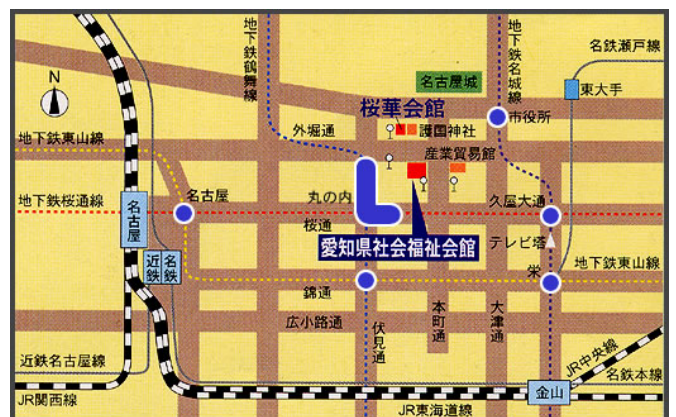 地下鉄鶴舞線
地下鉄名城線
名鉄瀬戸線
N
名古屋城
東大手
桜華会館
市役所
外堀通
護国神社
地下鉄東山線
産業貿易館
地下鉄桜通線
名古屋
丸の内
久屋大通
名古屋
桜通
テレビ塔
愛知県社会福祉会館
近鉄
名鉄
栄
地下鉄東山線
錦通
広小路通
伏見通
本町通
大津通
近鉄名古屋線
JR中央線
名鉄本線
金山
JR関西線
JR東海道線